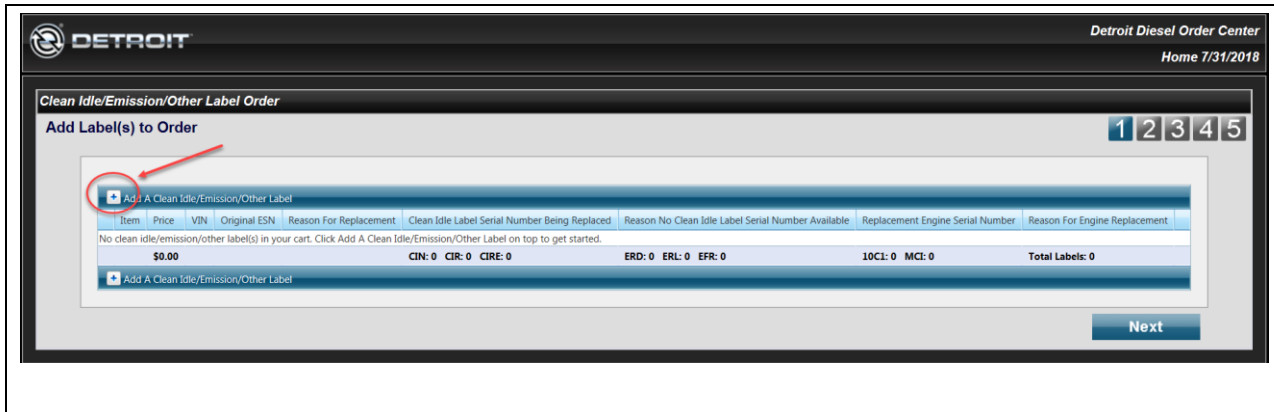 DETROIT
Detroit Diesel Order Center
Home 7/31/2018
Clean Idle/Emission/Other Label Order
Add Label(s) to Order
1 2 3 4 5
+ Add A Clean Idle/Emission/Other Label
Item Price VIN Original ESN Reason For Replacement Clean Idle Label Serial Number Being Replaced Reason No Clean Idle Label Serial Number Available Replacement Engine Serial Number Reason For Engine Replacement
No clean idle/emission/other label(s) in your cart. Click Add A Clean Idle/Emission/Other Label on top to get started.
$0.00 CIN: 0 CIR: 0 CIRE: 0 ERD: 0 ERL: 0 EFR: 0 10C1: 0 MCI: 0 Total Labels: 0
+ Add A Clean Idle/Emission/Other Label
Next